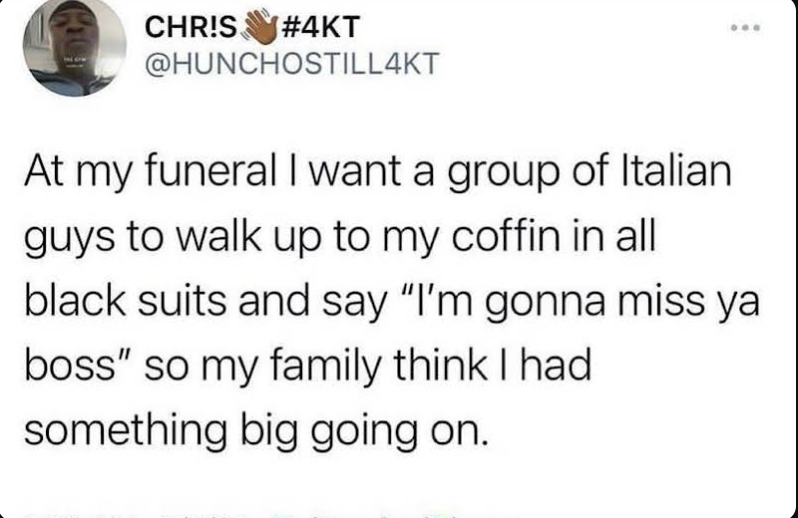 CHR!S👋🏾#4KT
@HUNCHOSTILL4KT
At my funeral I want a group of Italian
guys to walk up to my coffin in all
black suits and say "I'm gonna miss ya
boss" so my family think I had
something big going on.